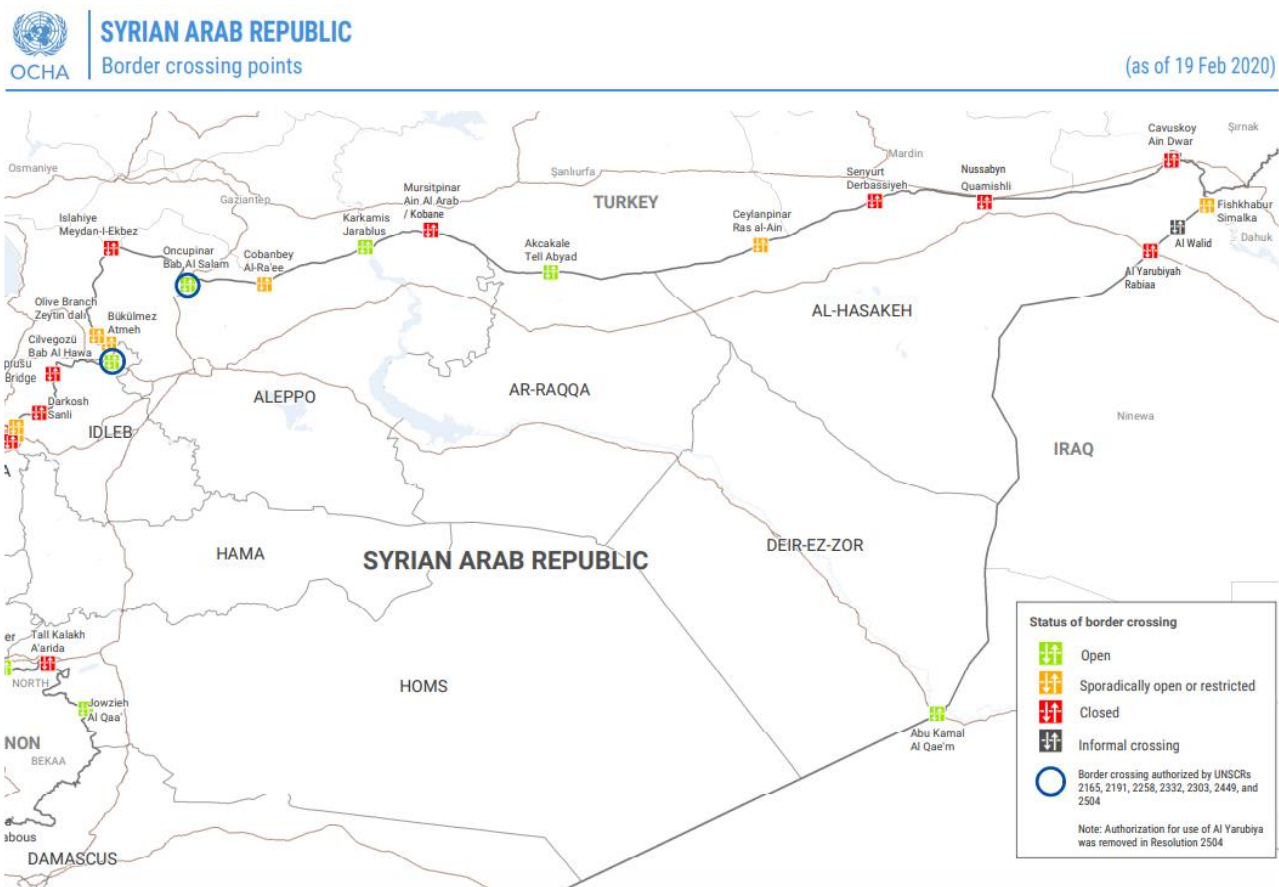 OCHA
SYRIAN ARAB REPUBLIC
Border crossing points
(as of 19 Feb 2020)
Cavuskoy
Ain Dwar
Şırnak
Osmaniye
Mardin
Şanlıurfa
Senyurt
Derbassiyeh
Nussabyn
Quamishli
Gaziantep
Mursitpinar
Ain Al Arab
/ Kobane
TURKEY
Fishkhabur
Simalka
Islahiye
Meydan-I-Ekbez
Karkamis
Jarablus
Ceylanpinar
Ras al-Ain
Al Walid
Dahuk
Oncupinar
Bab Al Salam
Cobanbey
Al-Ra'ee
Akcakale
Tell Abyad
Al Yarubiyah
Rabiaa
Olive Branch
Zeytin dali
Bükülmez
Atmeh
AL-HASAKEH
Cilvegozü
Bab Al Hawa
prusu
Bridge
ALEPPO
AR-RAQQA
Darkosh
Sanli
IDLEB
Ninewa
IRAQ
A
HAMA
SYRIAN ARAB REPUBLIC
DEIR-EZ-ZOR
er
Tall Kalakh
A'arida
NORTH
HOMS
Jowzieh
Al Qaa'
NON
BEKAA
Abu Kamal
Al Qae'm
abous
DAMASCUS
Status of border crossing
Open
Sporadically open or restricted
Closed
Informal crossing
Border crossing authorized by UNSCRs
2165, 2191, 2258, 2332, 2303, 2449, and
2504
Note: Authorization for use of Al Yarubiya
was removed in Resolution 2504